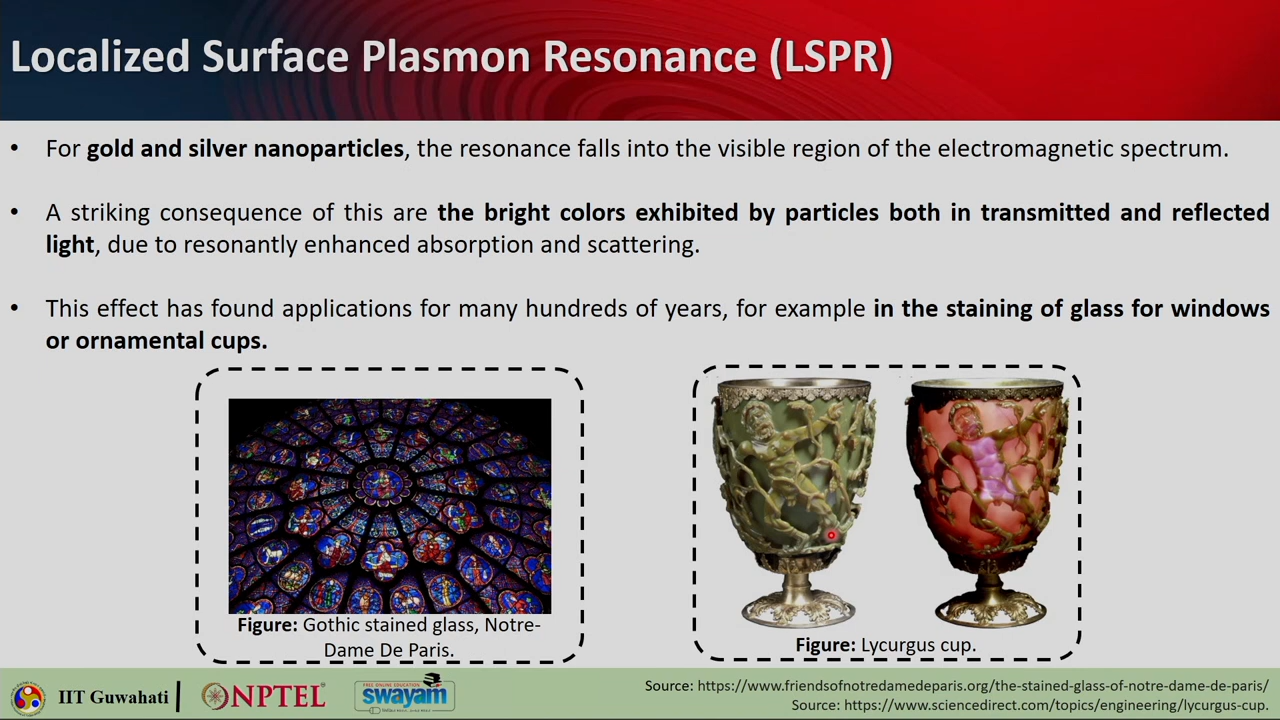 Localized Surface Plasmon Resonance (LSPR)
• For gold and silver nanoparticles, the resonance falls into the visible region of the electromagnetic spectrum.
• A striking consequence of this are the bright colors exhibited by particles both in transmitted and reflected
light, due to resonantly enhanced absorption and scattering.
• This effect has found applications for many hundreds of years, for example in the staining of glass for windows
or ornamental cups.
Figure: Gothic stained glass, Notre-
Dame De Paris.
Figure: Lycurgus cup.
IIT Guwahati
NPTEL
FREE ONLINE EDUCATION
swayam
Source: https://www.friendsofnotredamedeparis.org/the-stained-glass-of-notre-dame-de-paris/
Source: https://www.sciencedirect.com/topics/engineering/lycurgus-cup.